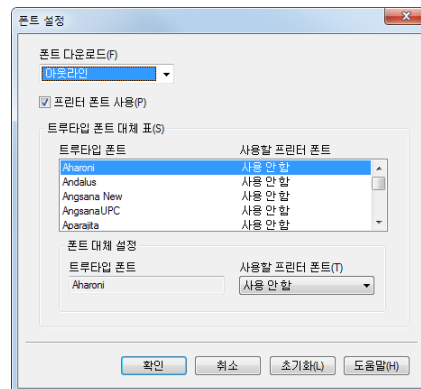 폰트 설정
폰트 다운로드(F)
아웃라인
프린터 폰트 사용(P)
트루타입 폰트 대체 표(S)
트루타입 폰트 사용할 프린터 폰트
Aharoni 사용 안 함
Andalus 사용 안 함
Angsana New 사용 안 함
AngsanaUPC 사용 안 함
Aparajita 사용 안 함
폰트 대체 설정
트루타입 폰트 사용할 프린터 폰트(T)
Aharoni 사용 안 함
확인 취소 초기화(L) 도움말(H)